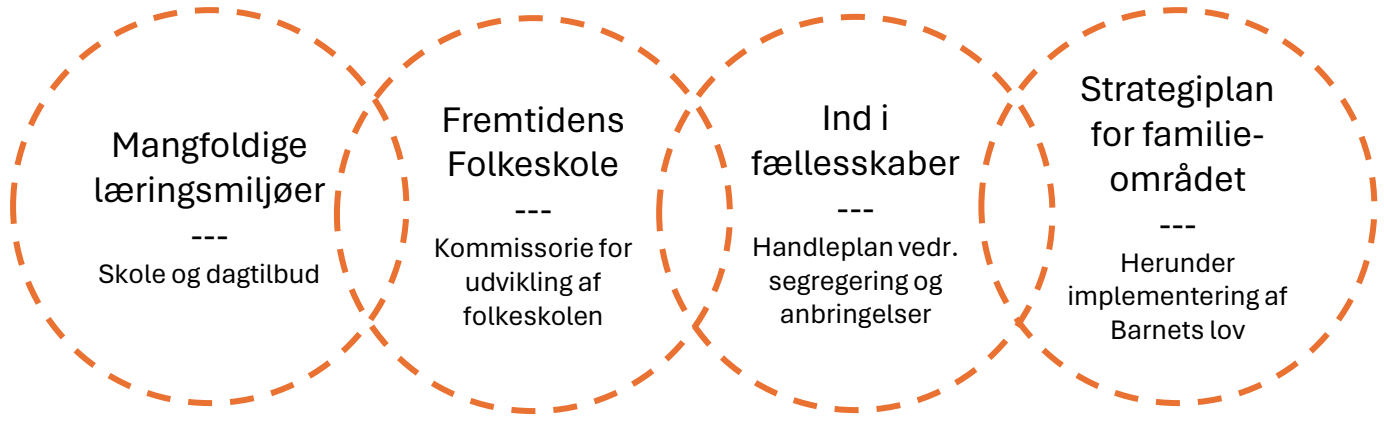 Mangfoldige
læringsmiljøer
---
Skole og dagtilbud
Fremtidens
Folkeskole
---
Kommissorie for
udvikling af
folkeskolen
Ind i
fællesskaber
---
Handleplan vedr.
segregering og
anbringelser
Strategiplan
for familie-
området
---
Herunder
implementering af
Barnets lov